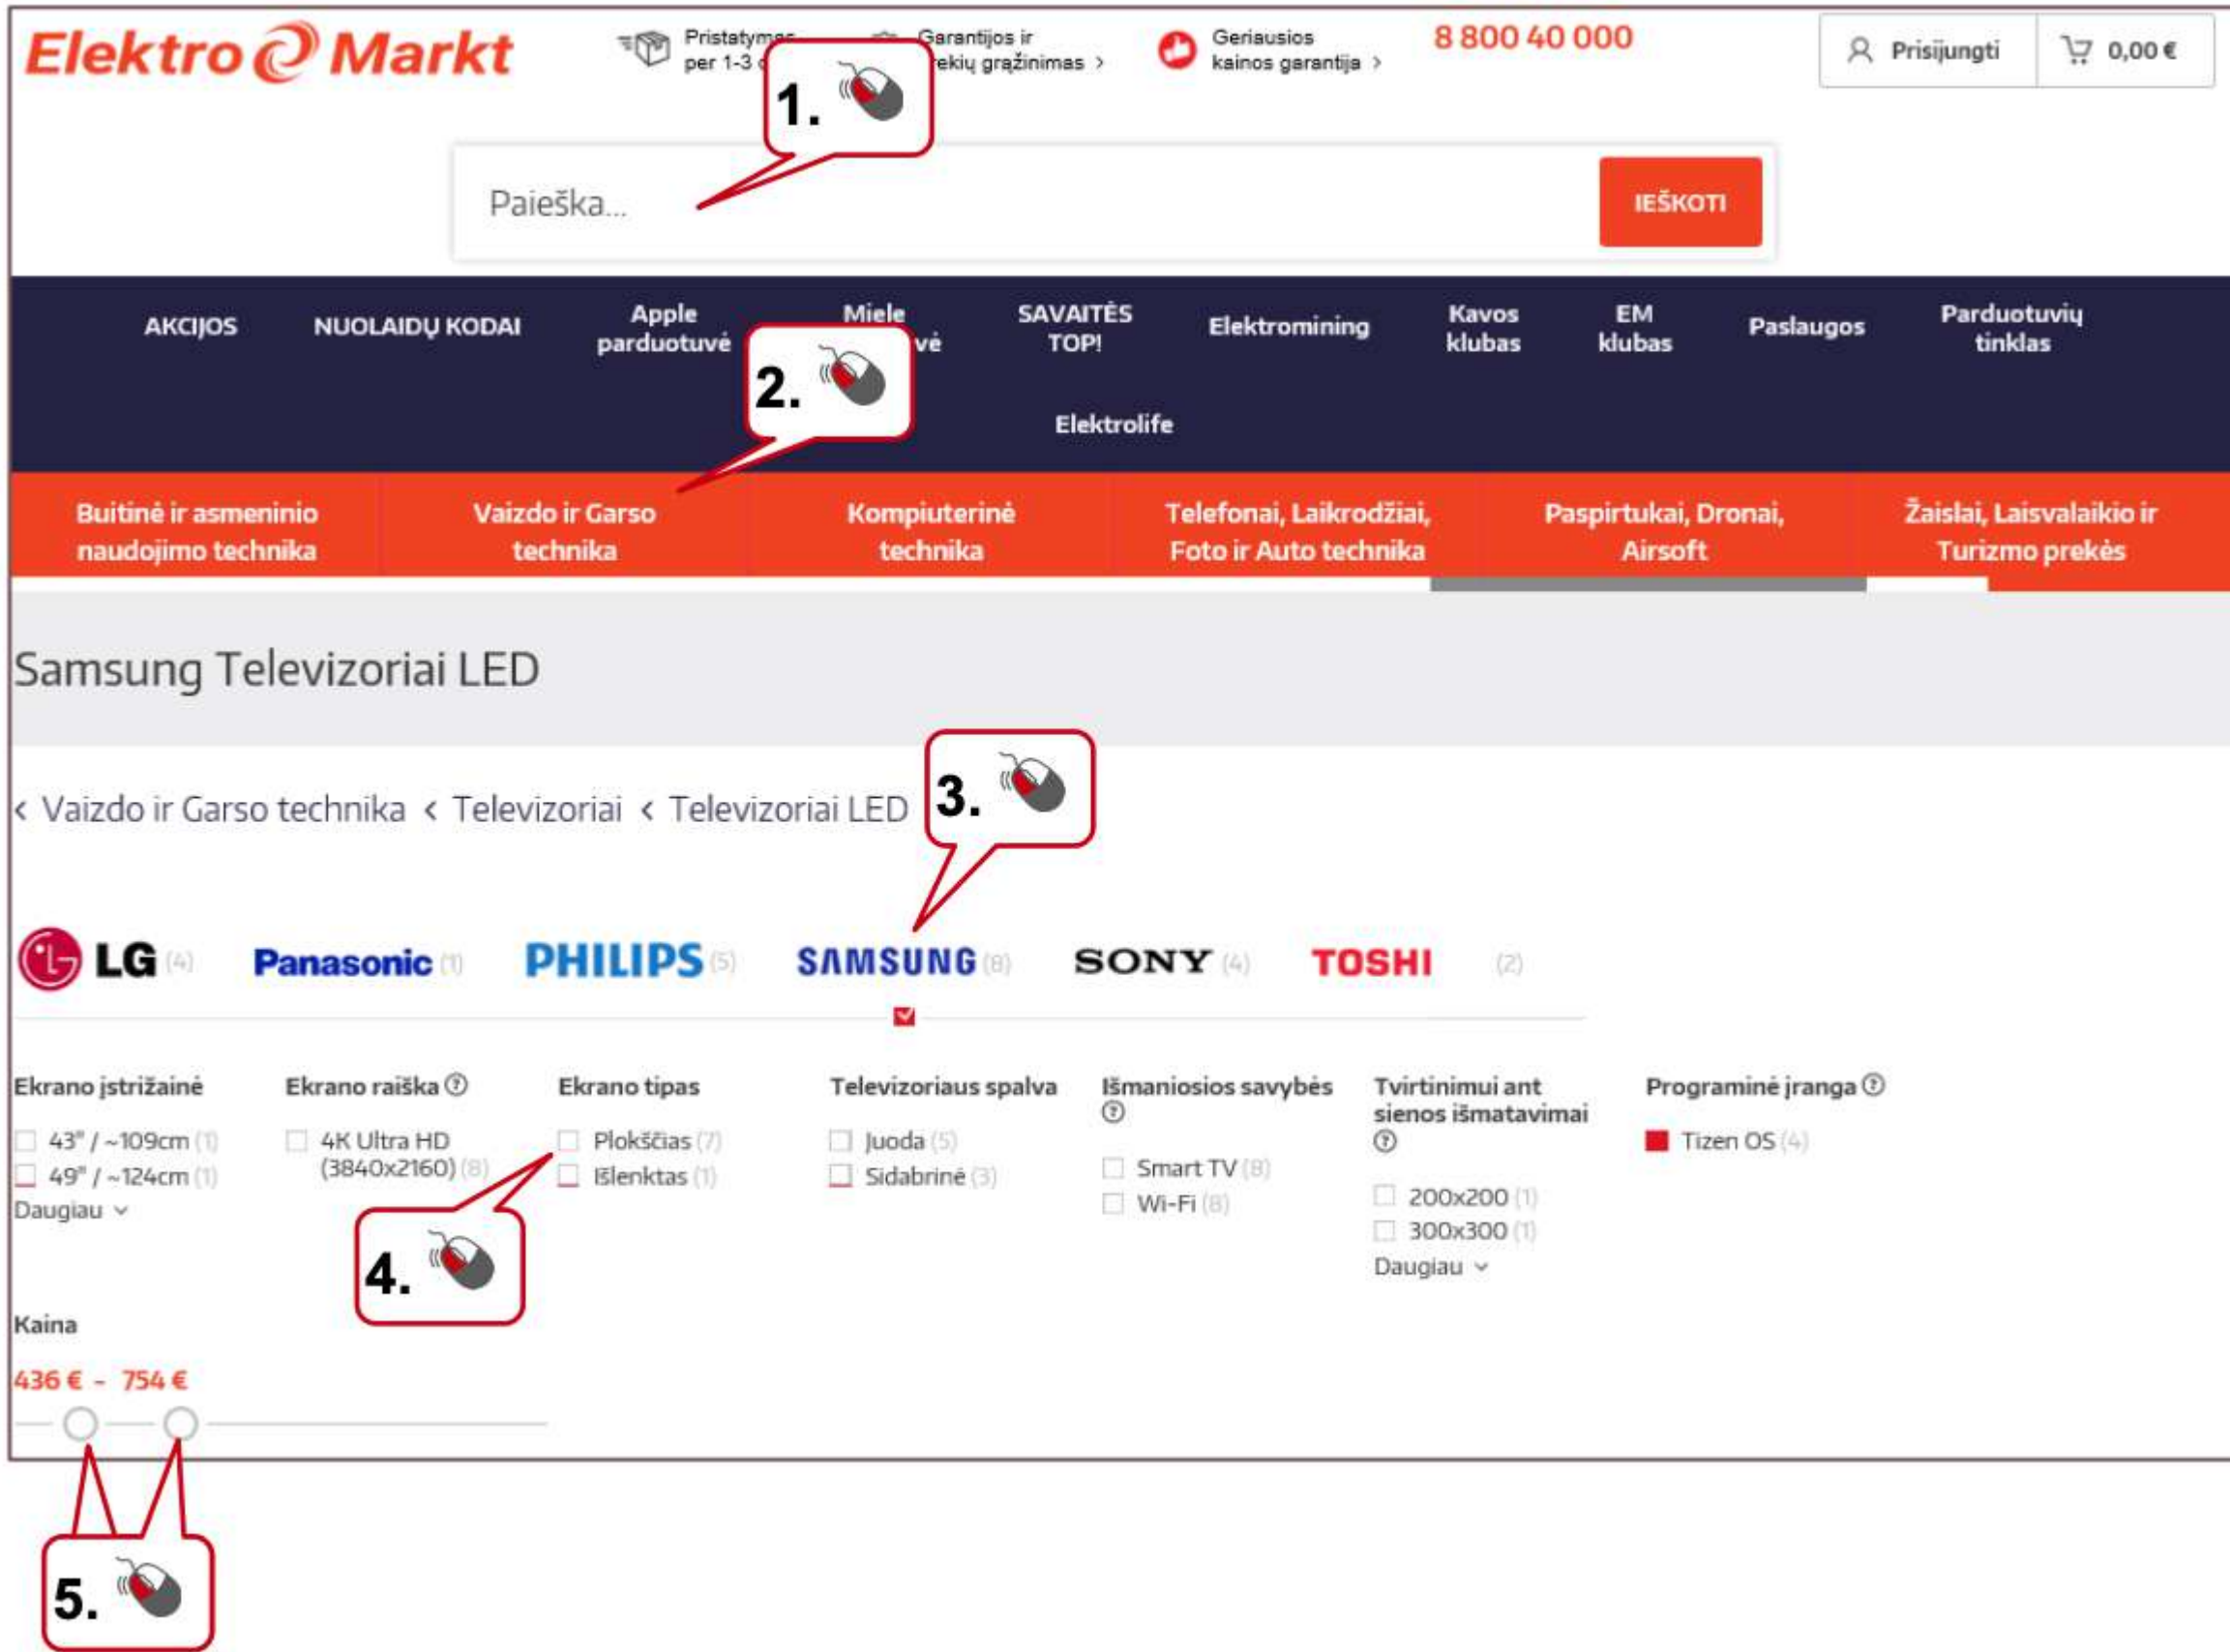 Elektro Markt
Pristatymas
per 1-3
Garantijos ir
grąžinimas >
Geriausios
kainos garantija >
8 800 40 000
Prisijungti
0,00 €
1.
Paieška...
IEŠKOTI
AKCIJOS
NUOLAIDŲ KODAI
Apple
parduotuvė
Miele
SAVAITĖS
TOP!
Elektromining
Kavos
klubas
EM
klubas
Paslaugos
Parduotuvių
tinklas
2.
Elektrolife
Buitinė ir asmeninio
naudojimo technika
Vaizdo ir Garso
technika
Kompiuterinė
technika
Telefonai, Laikrodžiai,
Foto ir Auto technika
Paspirtukai, Dronai,
Airsoft
Žaislai, Laisvalaikio ir
Turizmo prekės
Samsung Televizoriai LED
< Vaizdo ir Garso technika < Televizoriai < Televizoriai LED
3.
LG (4)
Panasonic (1)
PHILIPS (5)
SAMSUNG (8)
SONY (4)
TOSHI (2)
Ekrano įstrižainė
43" / ~109cm (1)
49" / ~124cm (1)
Daugiau
Ekrano raiška ?
4K Ultra HD
(3840x2160) (8)
Ekrano tipas
Plokščias (7)
Išlenktas (1)
Televizoriaus spalva
Juoda (5)
Sidabrinė (3)
Išmaniosios savybės
?
Smart TV (8)
Wi-Fi (8)
Tvirtinimui ant
sienos išmatavimai
?
200x200 (1)
300x300 (1)
Daugiau
Programinė įranga ?
Tizen OS (4)
4.
Kaina
436 € - 754 €
5.